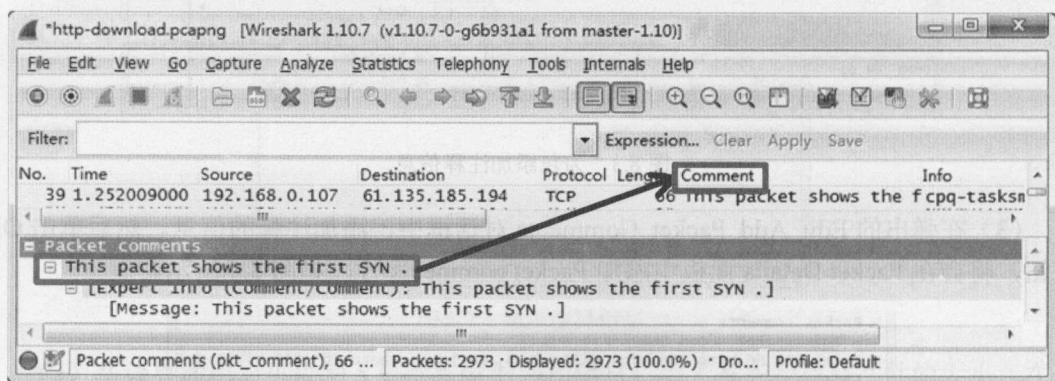 *http-download.pcapng [Wireshark 1.10.7 (v1.10.7-0-g6b931a1 from master-1.10)]
File Edit View Go Capture Analyze Statistics Telephony Tools Internals Help
Filter: Expression... Clear Apply Save
No. Time Source Destination Protocol Comment Info
39 1.252009000 192.168.0.107 61.135.185.194 TCP 66 This packet shows the f cpq-tasksm
Packet comments
This packet shows the first SYN .
[Expert Info (Comment/Comment): This packet shows the first SYN .]
[Message: This packet shows the first SYN .]
Packet comments (pkt_comment), 66 ... Packets: 2973 · Displayed: 2973 (100.0%) · Dro... Profile: Default